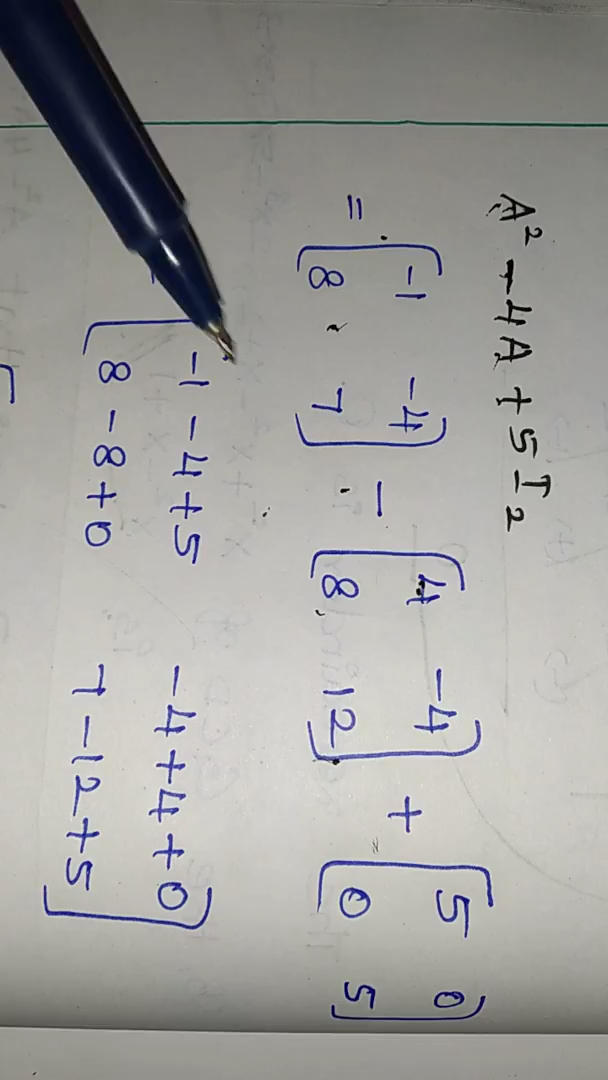 A² - 4A + 5I₂
= [-1 -4] - [4 -4] + [5 0]
[8 7] [8 12] [0 5]
[-1-4+5 -4+4+0]
[8-8+0 7-12+5]